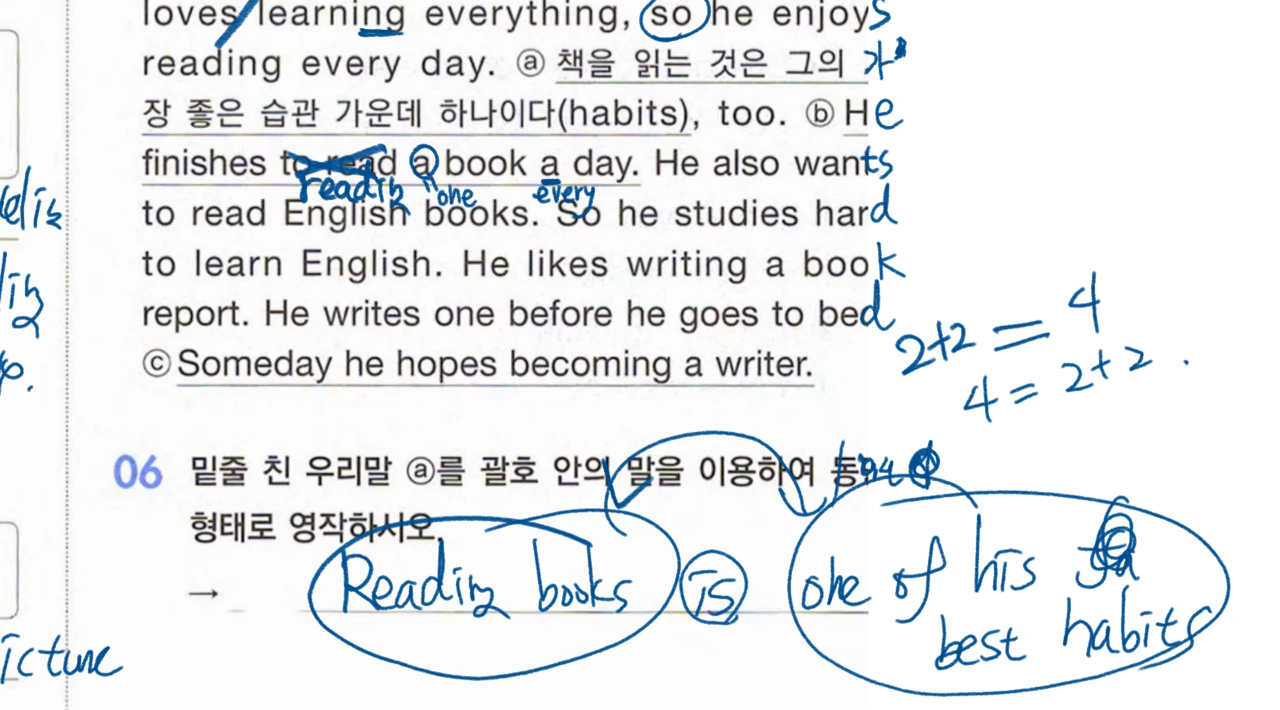 loves learning everything, so he enjoys
reading every day. ⓐ 책을 읽는 것은 그의 가
장 좋은 습관 가운데 하나이다(habits), too. ⓑ He
finishes to read a book a day. He also wants
readin one every
to read English books. So he studies hard
to learn English. He likes writing a book
report. He writes one before he goes to bed
ⓒ Someday he hopes becoming a writer.
2+2 = 4
4 = 2+2 .
06 밑줄 친 우리말 ⓐ를 괄호 안의 말을 이용하여
형태로 영작하시오.
→ Reading books is one of his
best habits
icture